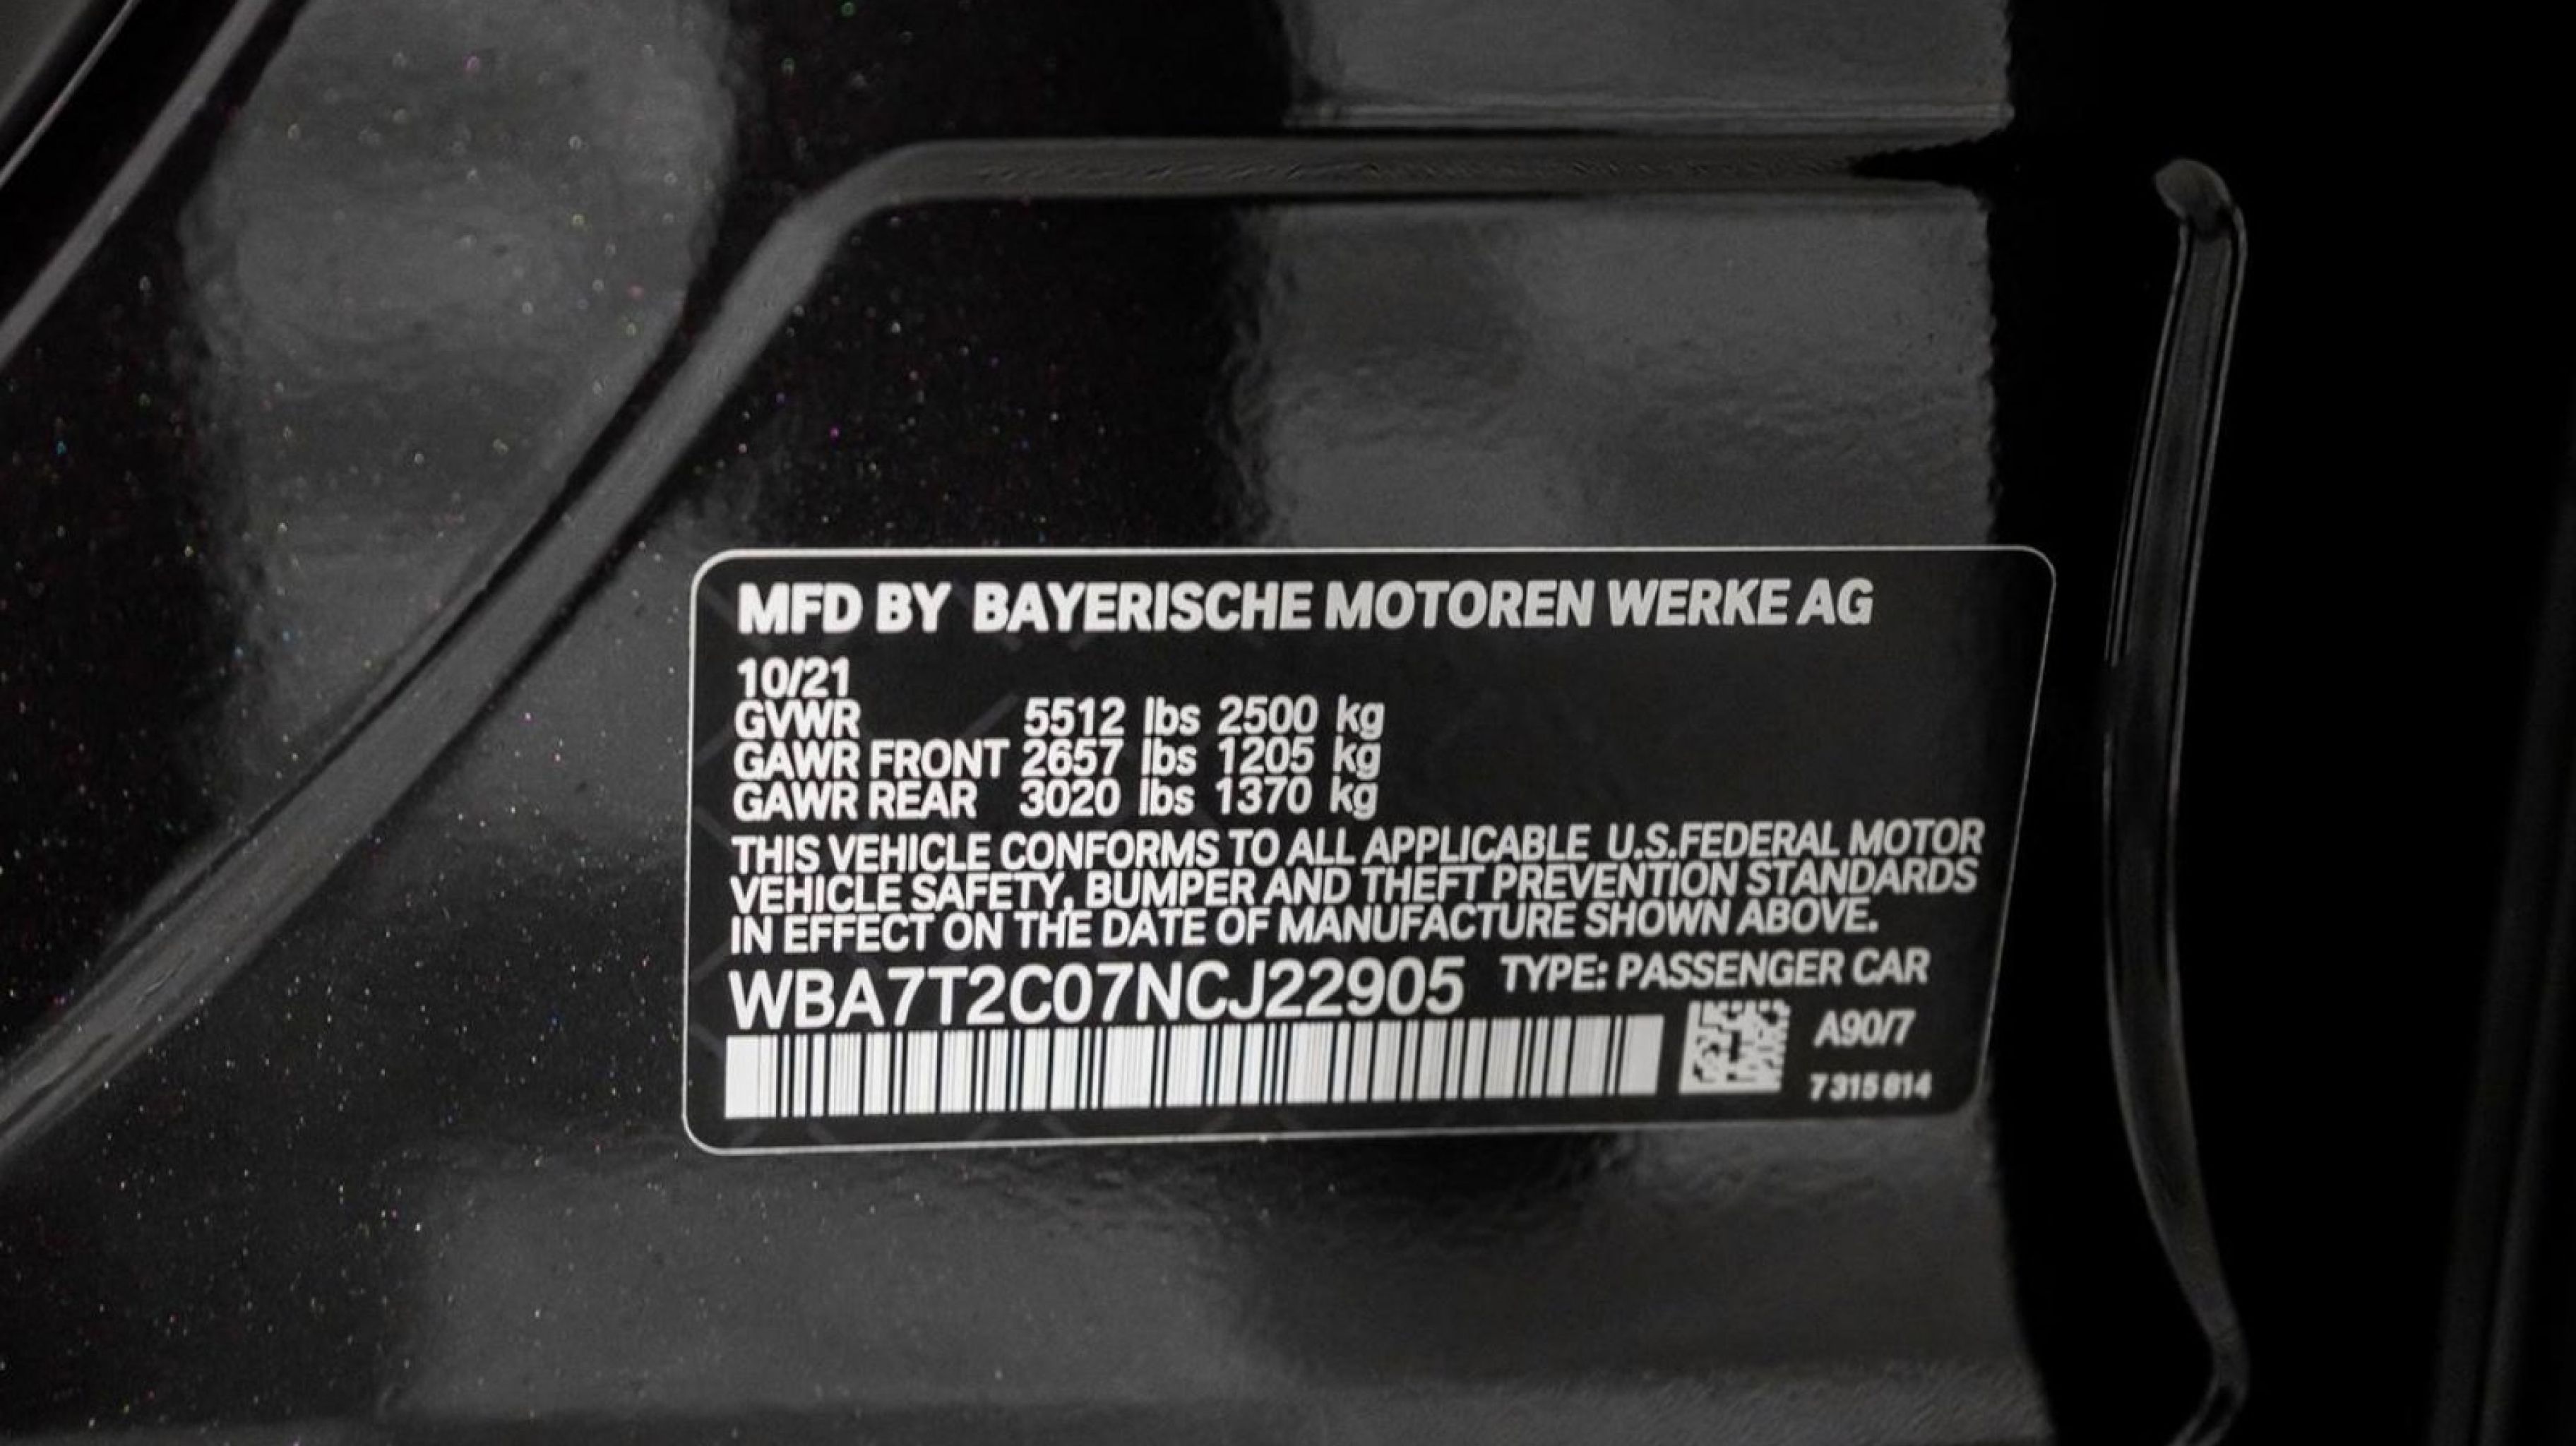 MFD BY BAYERISCHE MOTOREN WERKE AG
10/21
GVWR 5512 lbs 2500 kg
GAWR FRONT 2657 lbs 1205 kg
GAWR REAR 3020 lbs 1370 kg
THIS VEHICLE CONFORMS TO ALL APPLICABLE U.S.FEDERAL MOTOR
VEHICLE SAFETY, BUMPER AND THEFT PREVENTION STANDARDS
IN EFFECT ON THE DATE OF MANUFACTURE SHOWN ABOVE.
WBA7T2C07NCJ22905 TYPE: PASSENGER CAR
A90/7
7 315 814